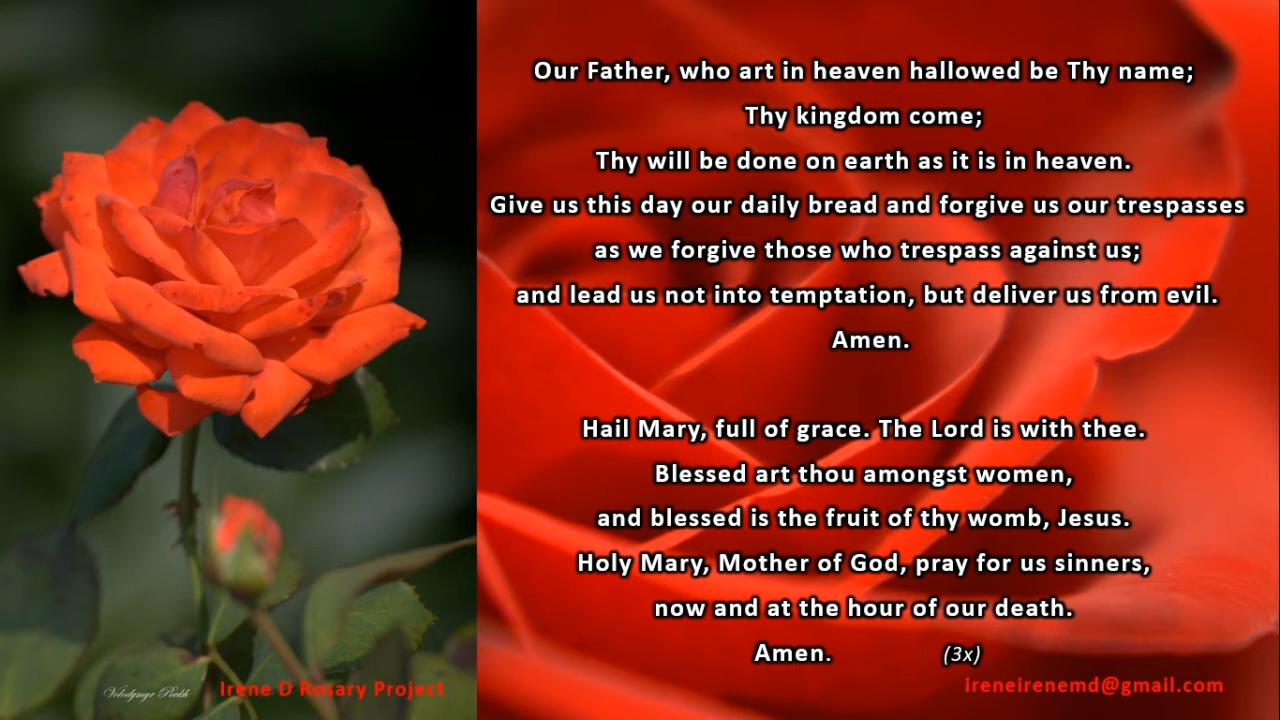 Our Father, who art in heaven hallowed be Thy name;
Thy kingdom come;
Thy will be done on earth as it is in heaven.
Give us this day our daily bread and forgive us our trespasses
as we forgive those who trespass against us;
and lead us not into temptation, but deliver us from evil.
Amen.
Hail Mary, full of grace. The Lord is with thee.
Blessed art thou amongst women,
and blessed is the fruit of thy womb, Jesus.
Holy Mary, Mother of God, pray for us sinners,
now and at the hour of our death.
Amen. (3x)
Irene D Rosary Project
ireneirenemd@gmail.com